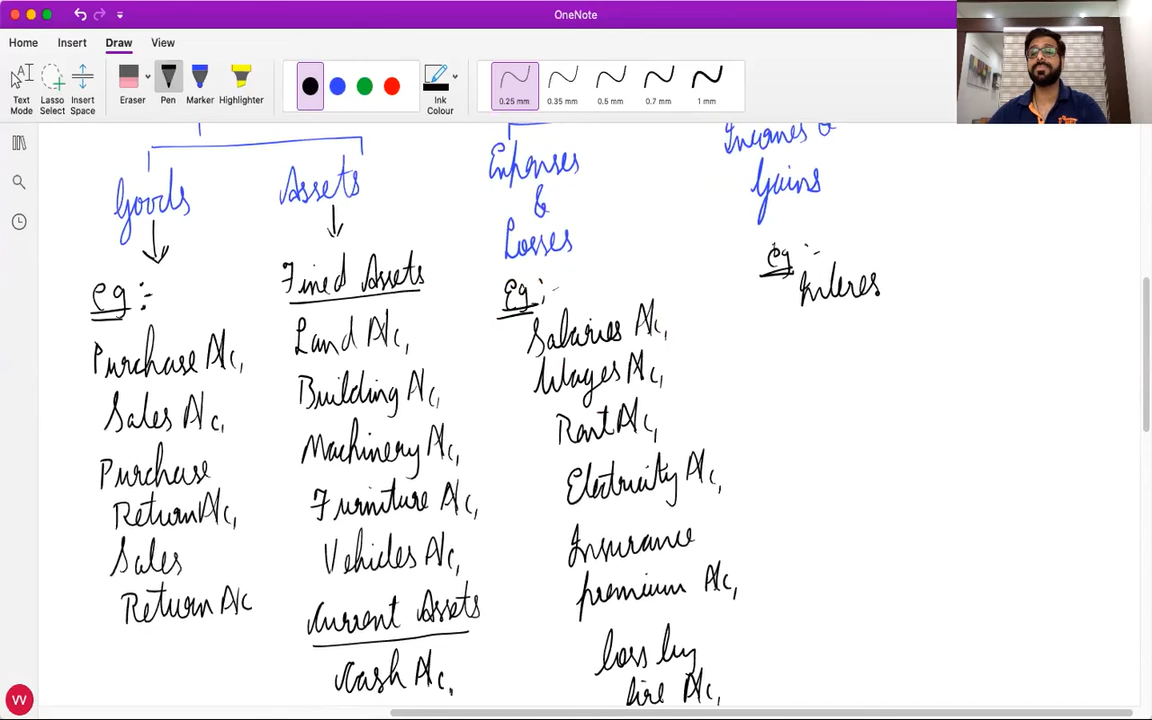 OneNote
Home Insert Draw View
Text Mode
Lasso Select
Insert Space
Eraser
Pen
Marker
Highlighter
Ink Colour
0.25 mm
0.35 mm
0.5 mm
0.7 mm
1 mm
Goods
eg:-
Purchase A/c,
Sales A/c,
Purchase
Return A/c,
Sales
Return A/c
Assets
Fixed Assets
Land A/c,
Building A/c,
Machinery A/c,
Furniture A/c,
Vehicles A/c,
Current Assets
Cash A/c,
Expenses
&
Losses
Eg:-
Salaries A/c,
Wages A/c,
Rent A/c,
Electricity A/c,
Insurance
premium A/c,
loss by
fire A/c,
Incomes &
Gains
eg:-
Interes
VV